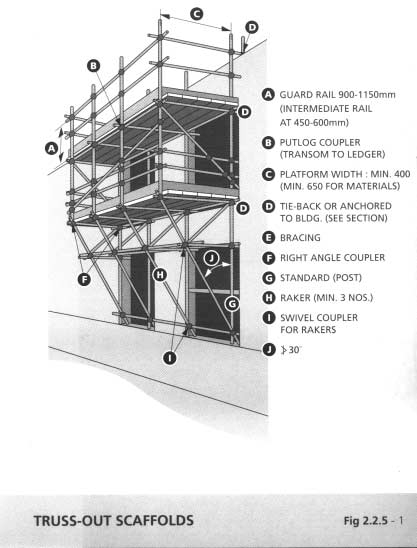 C
D
B
A
D
D
E
F
J
H
G
I
A GUARD RAIL 900-1150mm
(INTERMEDIATE RAIL
AT 450-600mm)
B PUTLOG COUPLER
(TRANSOM TO LEDGER)
C PLATFORM WIDTH : MIN. 400
(MIN. 650 FOR MATERIALS)
D TIE-BACK OR ANCHORED
TO BLDG. (SEE SECTION)
E BRACING
F RIGHT ANGLE COUPLER
G STANDARD (POST)
H RAKER (MIN. 3 NOS.)
I SWIVEL COUPLER
FOR RAKERS
J 30°
TRUSS-OUT SCAFFOLDS
Fig 2.2.5 - 1